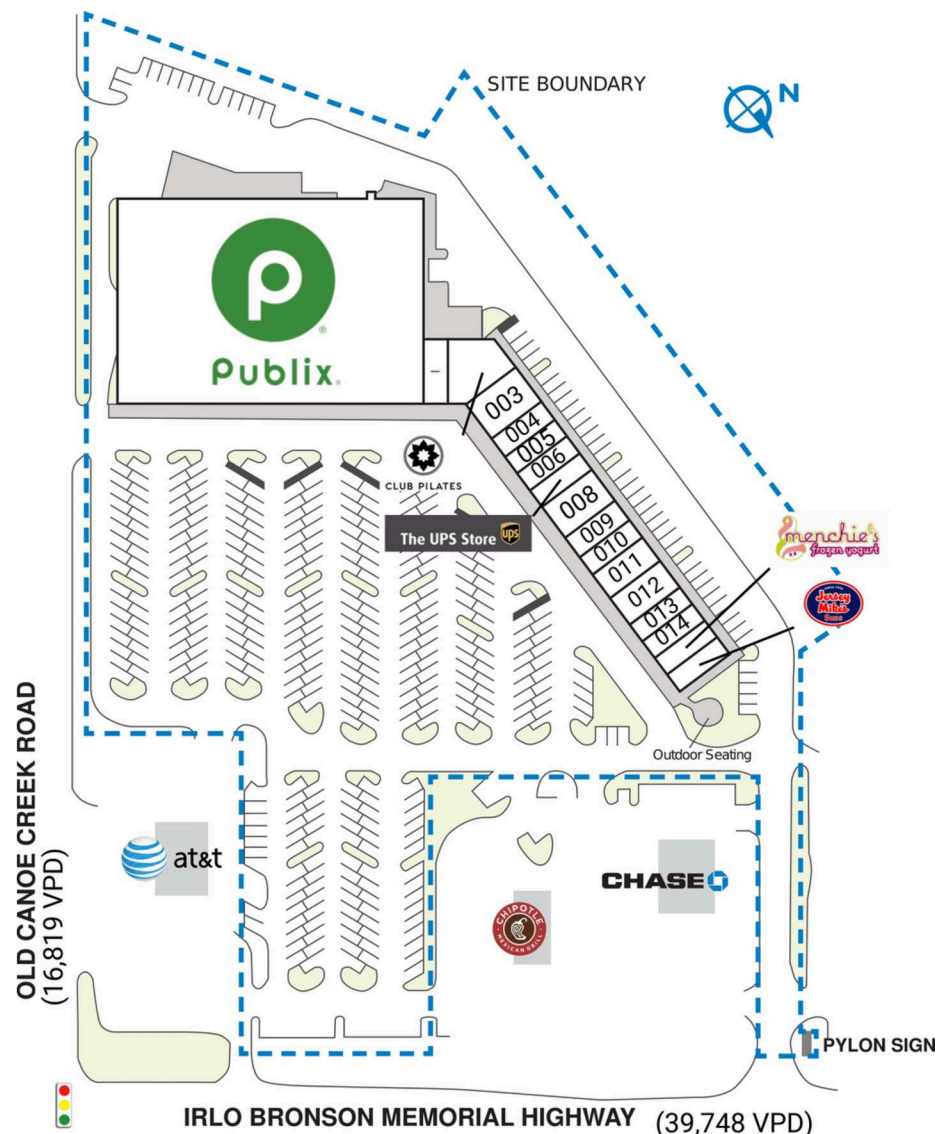 SITE BOUNDARY
N
P
Publix.
CLUB PILATES
The UPS Store
ups
003
004
005
006
008
009
010
011
012
013
014
menchie's
frozen yogurt
Jersey
Mike's
SUBS
Outdoor Seating
OLD CANOE CREEK ROAD
(16,819 VPD)
at&t
CHASE
CHIPOTLE
MEXICAN GRILL
PYLON SIGN
IRLO BRONSON MEMORIAL HIGHWAY (39,748 VPD)